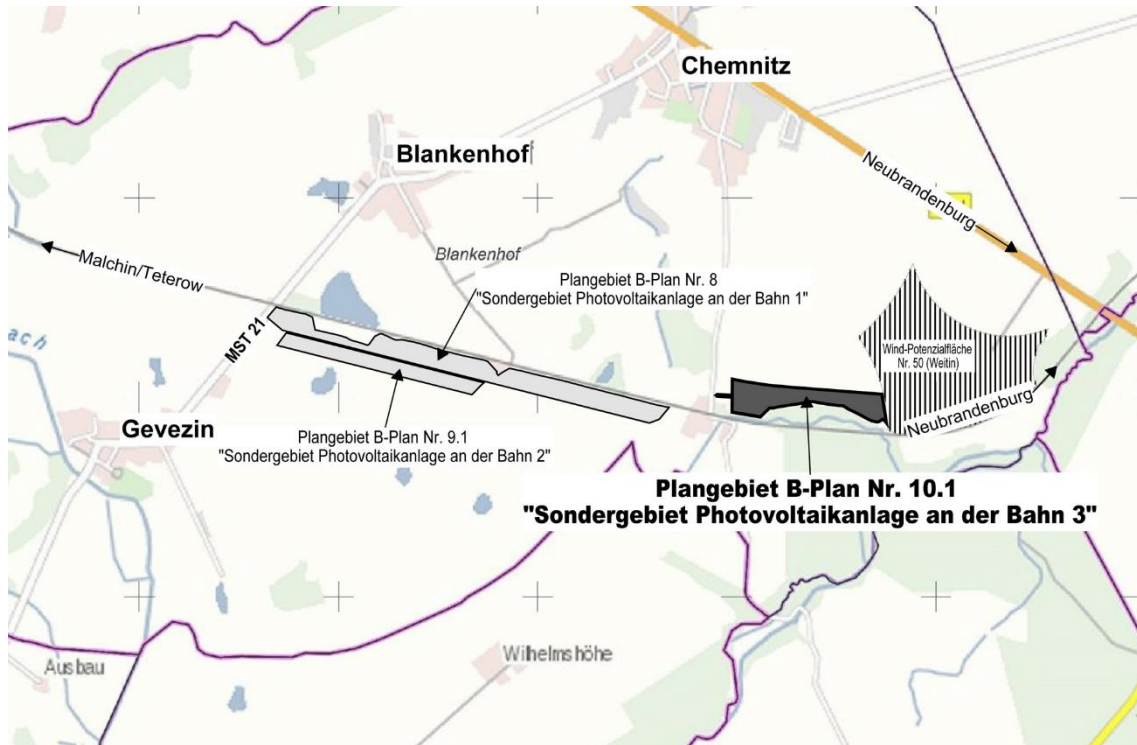 Chemnitz
Blankenhof
Neubrandenburg
Blankenhof
Malchin/Teterow
Plangebiet B-Plan Nr. 8
"Sondergebiet Photovoltaikanlage an der Bahn 1"
MST 21
ach
Wind-Potenzialfläche
Nr. 50 (Weitin)
Neubrandenburg
Gevezin
Plangebiet B-Plan Nr. 9.1
"Sondergebiet Photovoltaikanlage an der Bahn 2"
Plangebiet B-Plan Nr. 10.1
"Sondergebiet Photovoltaikanlage an der Bahn 3"
Wilhelmshöhe
Ausbau